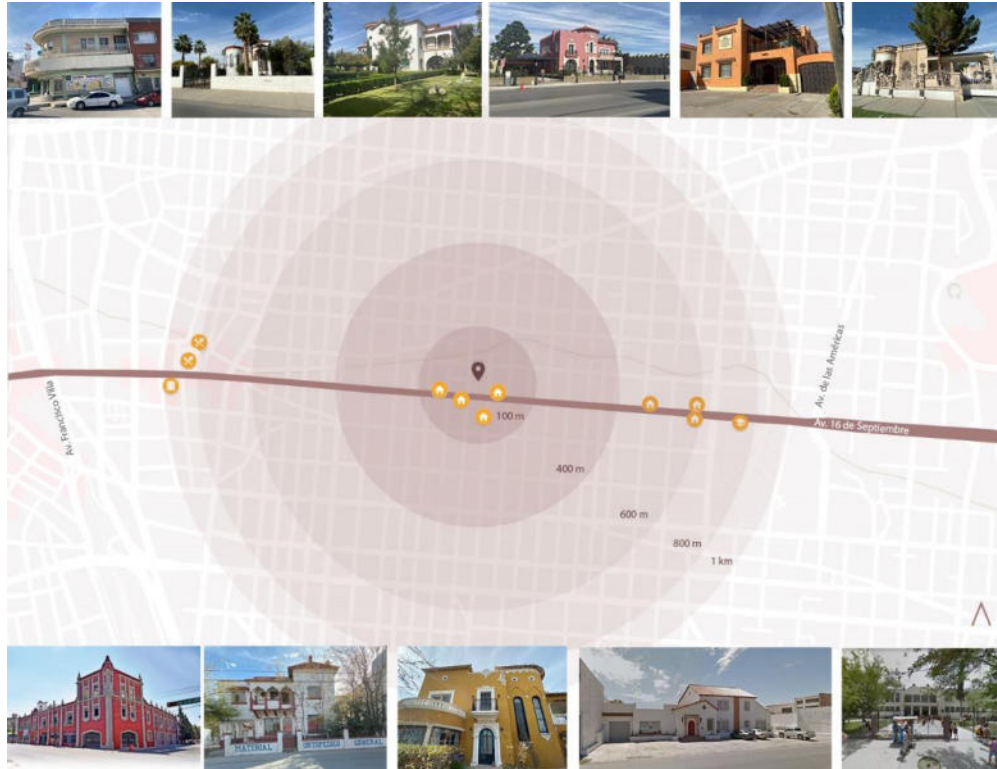 Av. Francisco Villa
Av. de las Américas
Av. 16 de Septiembre
100 m
400 m
600 m
800 m
1 km
MATERIAL
ORTOPEDICO
GENERAL